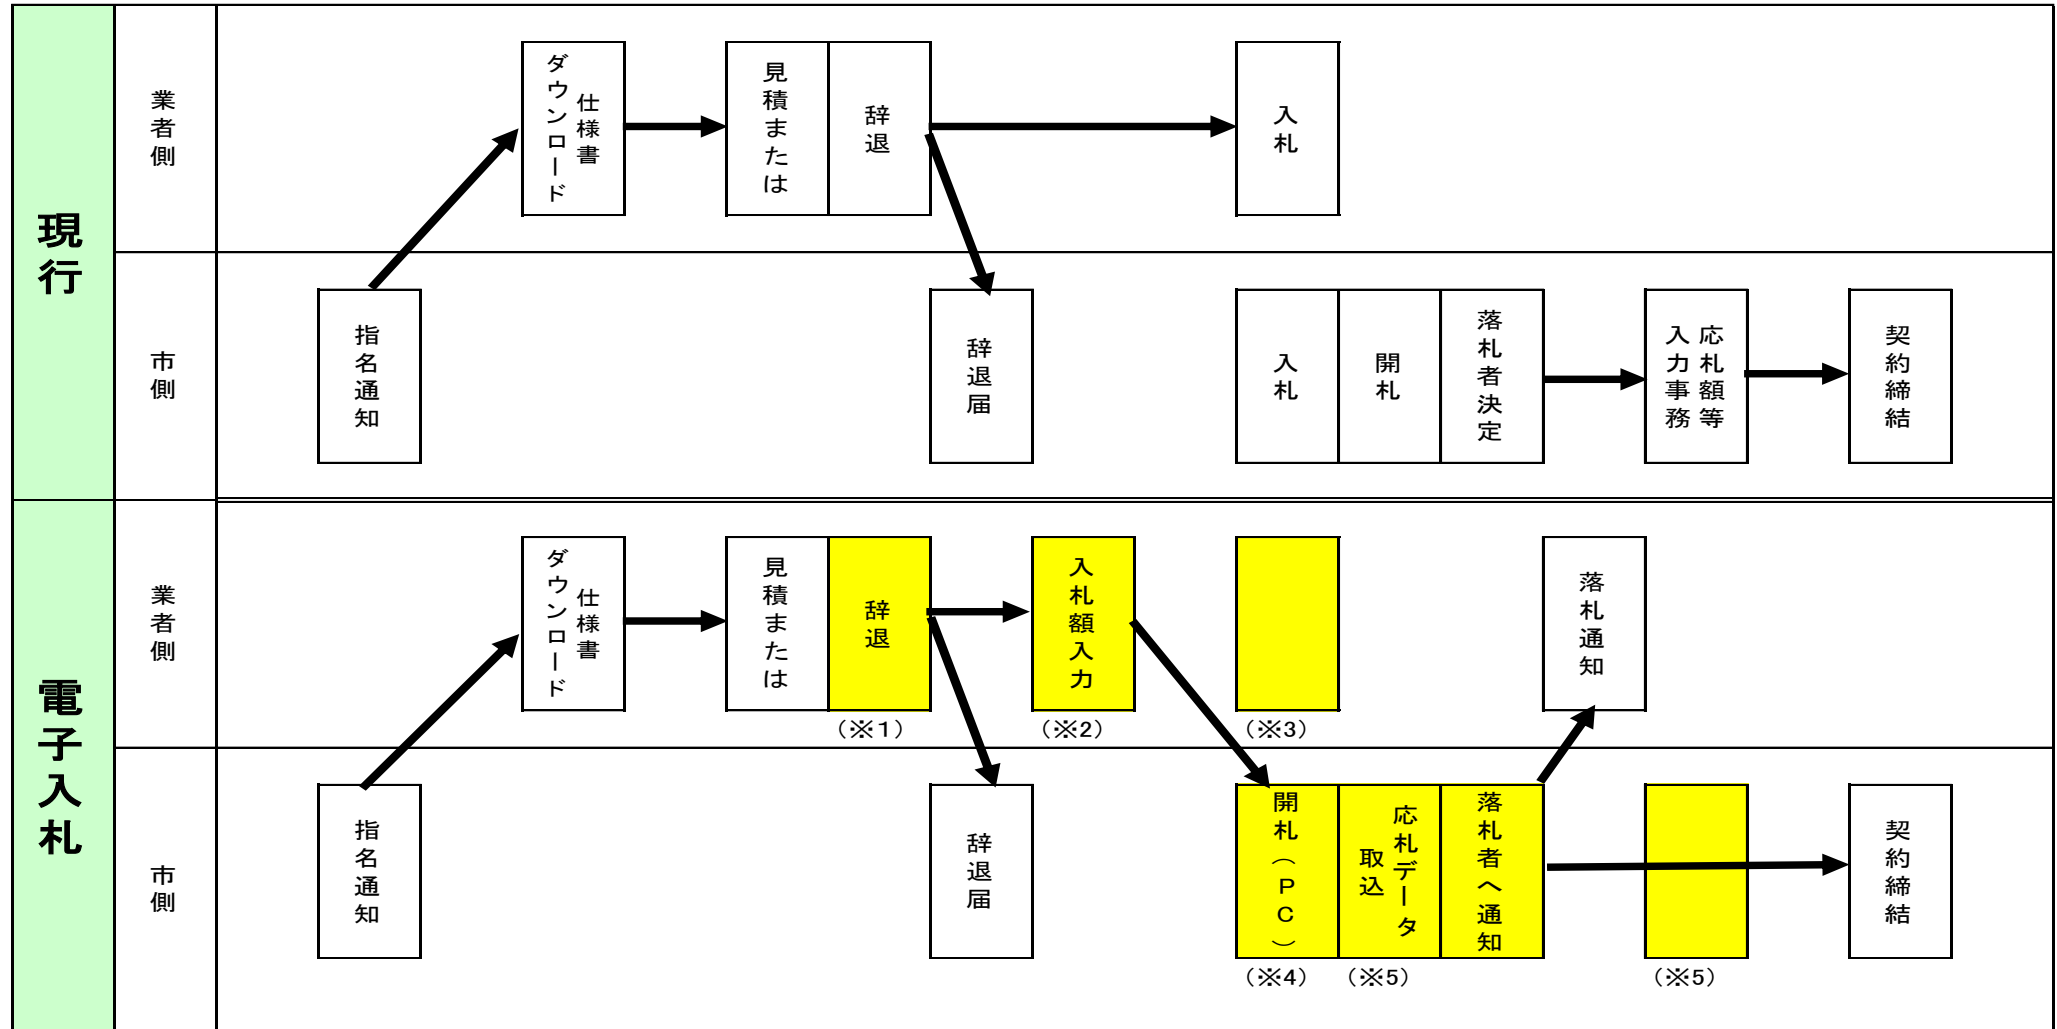 現行
業者側
仕様書
ダウンロード
見積または
辞退
入札
市側
指名通知
辞退届
入札
開札
落札者決定
応札額等
入力事務
契約締結
電子入札
業者側
仕様書
ダウンロード
見積または
辞退
(※1)
入札額入力
(※2)
(※3)
落札通知
市側
指名通知
辞退届
開札(PC)
(※4)
応札データ
取込
(※5)
落札者へ通知
(※5)
契約締結